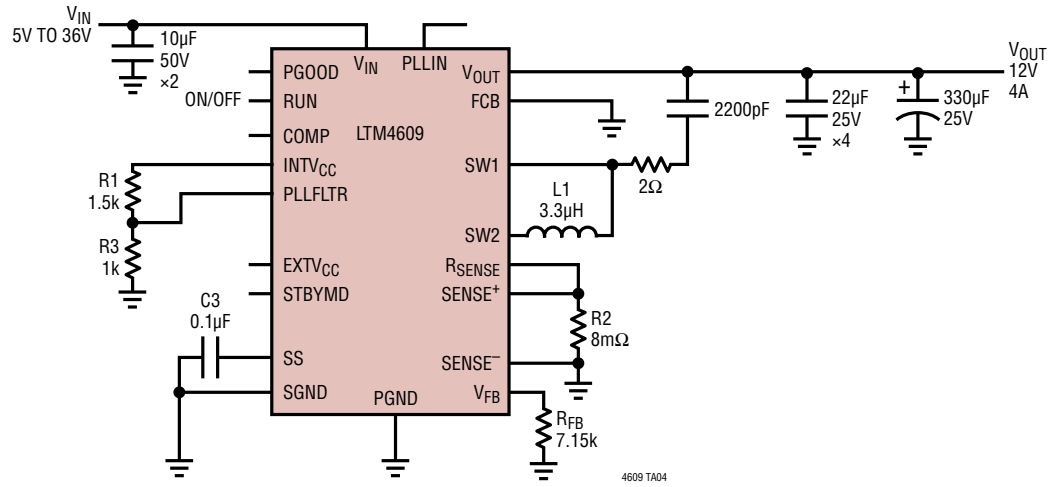 VIN
5V TO 36V
10µF
50V
×2
VIN
PLLIN
PGOOD
VOUT
VOUT
12V
4A
ON/OFF
RUN
FCB
2200pF
22µF
25V
×4
+
330µF
25V
COMP
LTM4609
INTVCC
SW1
2Ω
R1
1.5k
PLLFLTR
L1
3.3µH
SW2
R3
1k
EXTVCC
RSENSE
STBYMD
SENSE+
C3
0.1µF
R2
8mΩ
SS
SENSE–
SGND
PGND
VFB
RFB
7.15k
4609 TA04